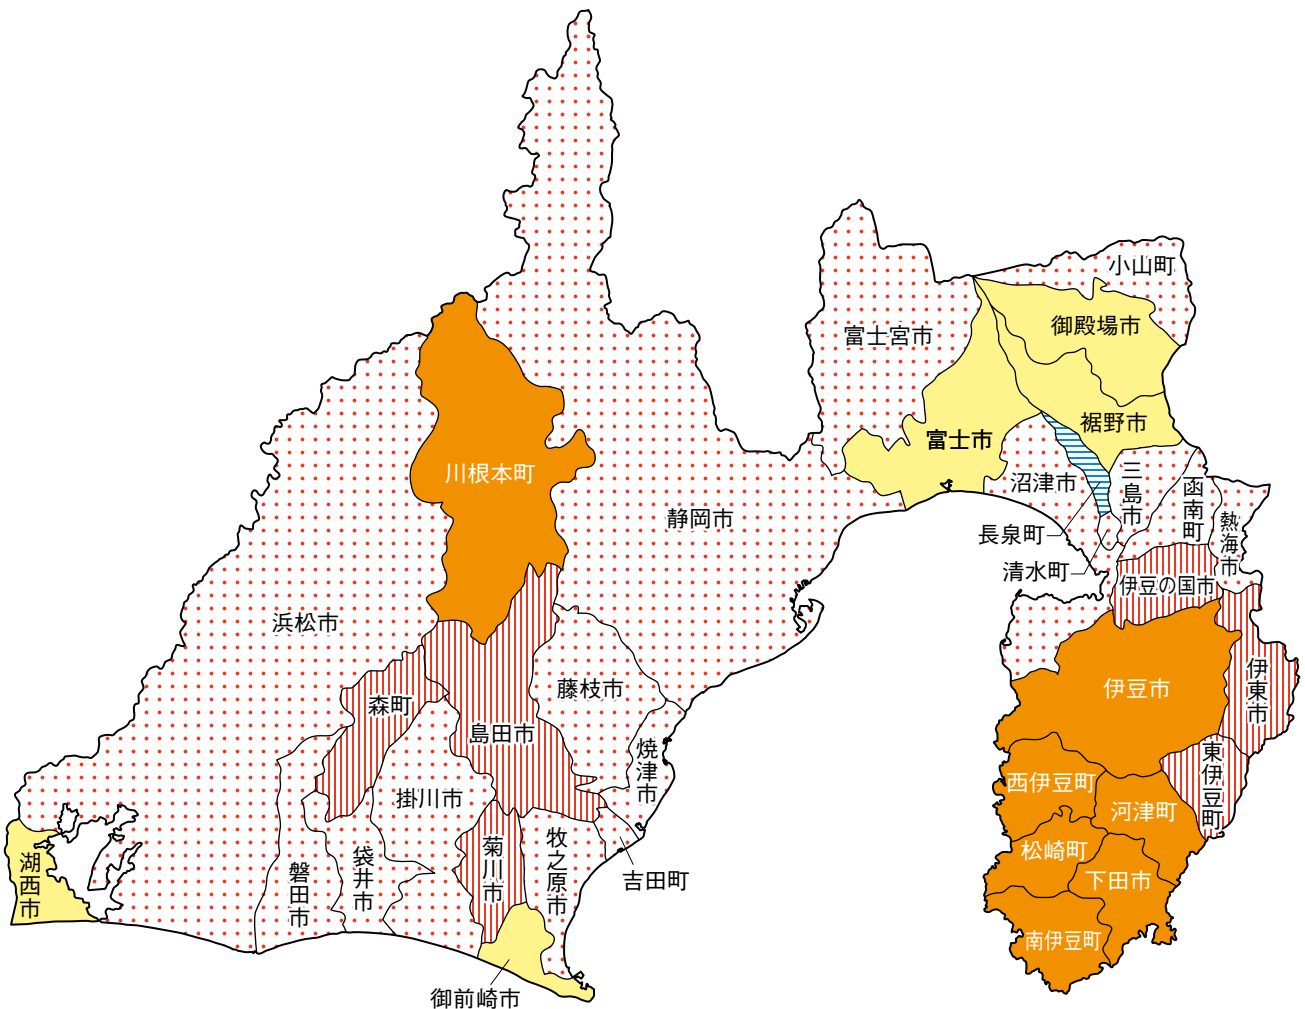 小山町
御殿場市
富士宮市
裾野市
富士市
川根本町
沼津市
三島市
函南町
静岡市
熱海市
長泉町
清水町
伊豆の国市
浜松市
伊豆市
伊東市
藤枝市
森町
島田市
焼津市
東伊豆町
西伊豆町
掛川市
河津町
松崎町
菊川市
牧之原市
湖西市
磐田市
袋井市
吉田町
下田市
南伊豆町
御前崎市